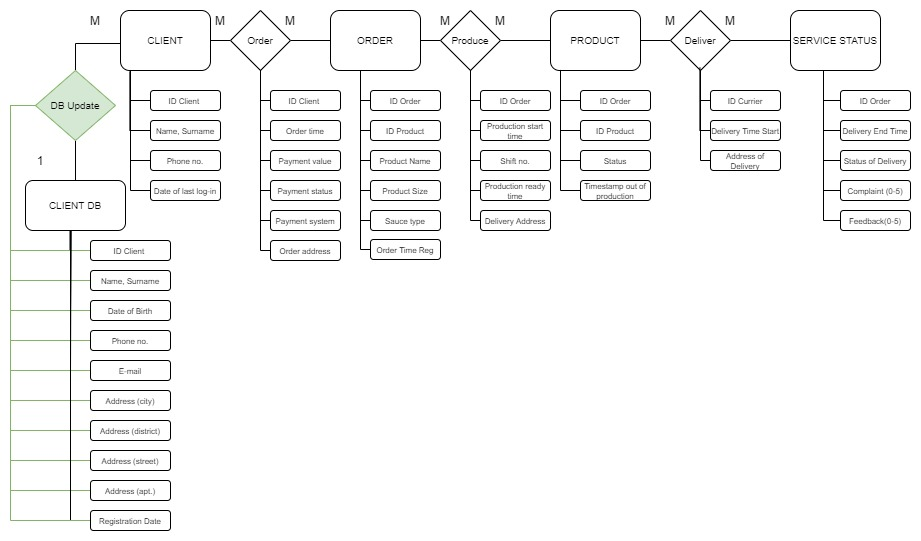 M
CLIENT
M
Order
M
ORDER
M
Produce
M
PRODUCT
M
Deliver
M
SERVICE STATUS
DB Update
1
CLIENT DB
ID Client
Name, Surname
Phone no.
Date of last log-in
ID Client
Order time
Payment value
Payment status
Payment system
Order address
ID Order
ID Product
Product Name
Product Size
Sauce type
Order Time Reg
ID Order
Production start
time
Shift no.
Production ready
time
Delivery Address
ID Order
ID Product
Status
Timestamp out of
production
ID Currier
Delivery Time Start
Address of
Delivery
ID Order
Delivery End Time
Status of Delivery
Complaint (0-5)
Feedback(0-5)
ID Client
Name, Surname
Date of Birth
Phone no.
E-mail
Address (city)
Address (district)
Address (street)
Address (apt.)
Registration Date